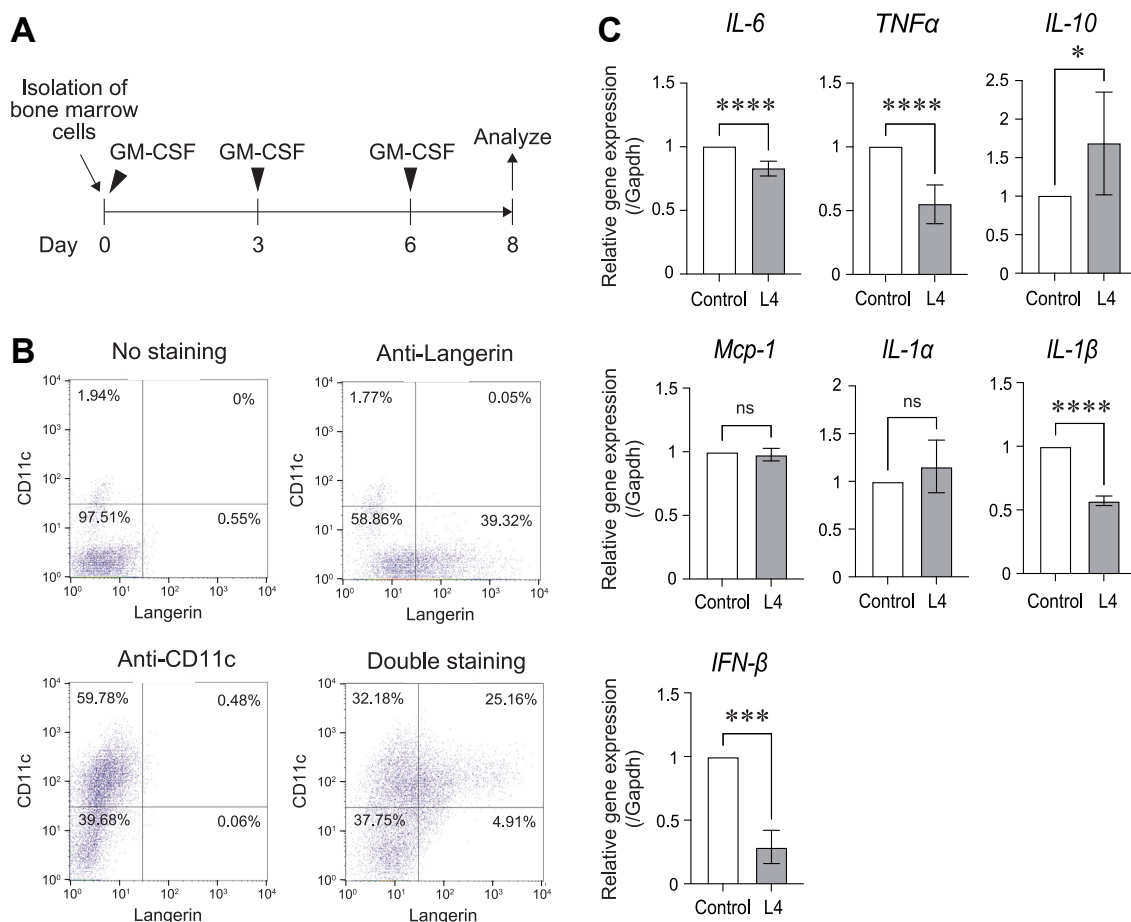 A
Isolation of
bone marrow
cells
GM-CSF GM-CSF GM-CSF Analyze
Day 0 3 6 8
B
No staining
10⁴
10³
10²
10¹
10⁰
CD11c
1.94% 0%
97.51% 0.55%
10⁰ 10¹ 10² 10³ 10⁴
Langerin
Anti-Langerin
10⁴
10³
10²
10¹
10⁰
CD11c
1.77% 0.05%
58.86% 39.32%
10⁰ 10¹ 10² 10³ 10⁴
Langerin
Anti-CD11c
10⁴
10³
10²
10¹
10⁰
CD11c
59.78% 0.48%
39.68% 0.06%
10⁰ 10¹ 10² 10³ 10⁴
Langerin
Double staining
10⁴
10³
10²
10¹
10⁰
CD11c
32.18% 25.16%
37.75% 4.91%
10⁰ 10¹ 10² 10³ 10⁴
Langerin
C
IL-6
Relative gene expression
(/Gapdh)
1.5
1
0.5
0
****
Control L4
TNFα
1.5
1
0.5
0
****
Control L4
IL-10
2.5
2
1.5
1
0.5
0
*
Control L4
Mcp-1
Relative gene expression
(/Gapdh)
1.5
1
0.5
0
ns
Control L4
IL-1α
2
1.5
1
0.5
0
ns
Control L4
IL-1β
1.5
1
0.5
0
****
Control L4
IFN-β
Relative gene expression
(/Gapdh)
1.5
1
0.5
0
***
Control L4